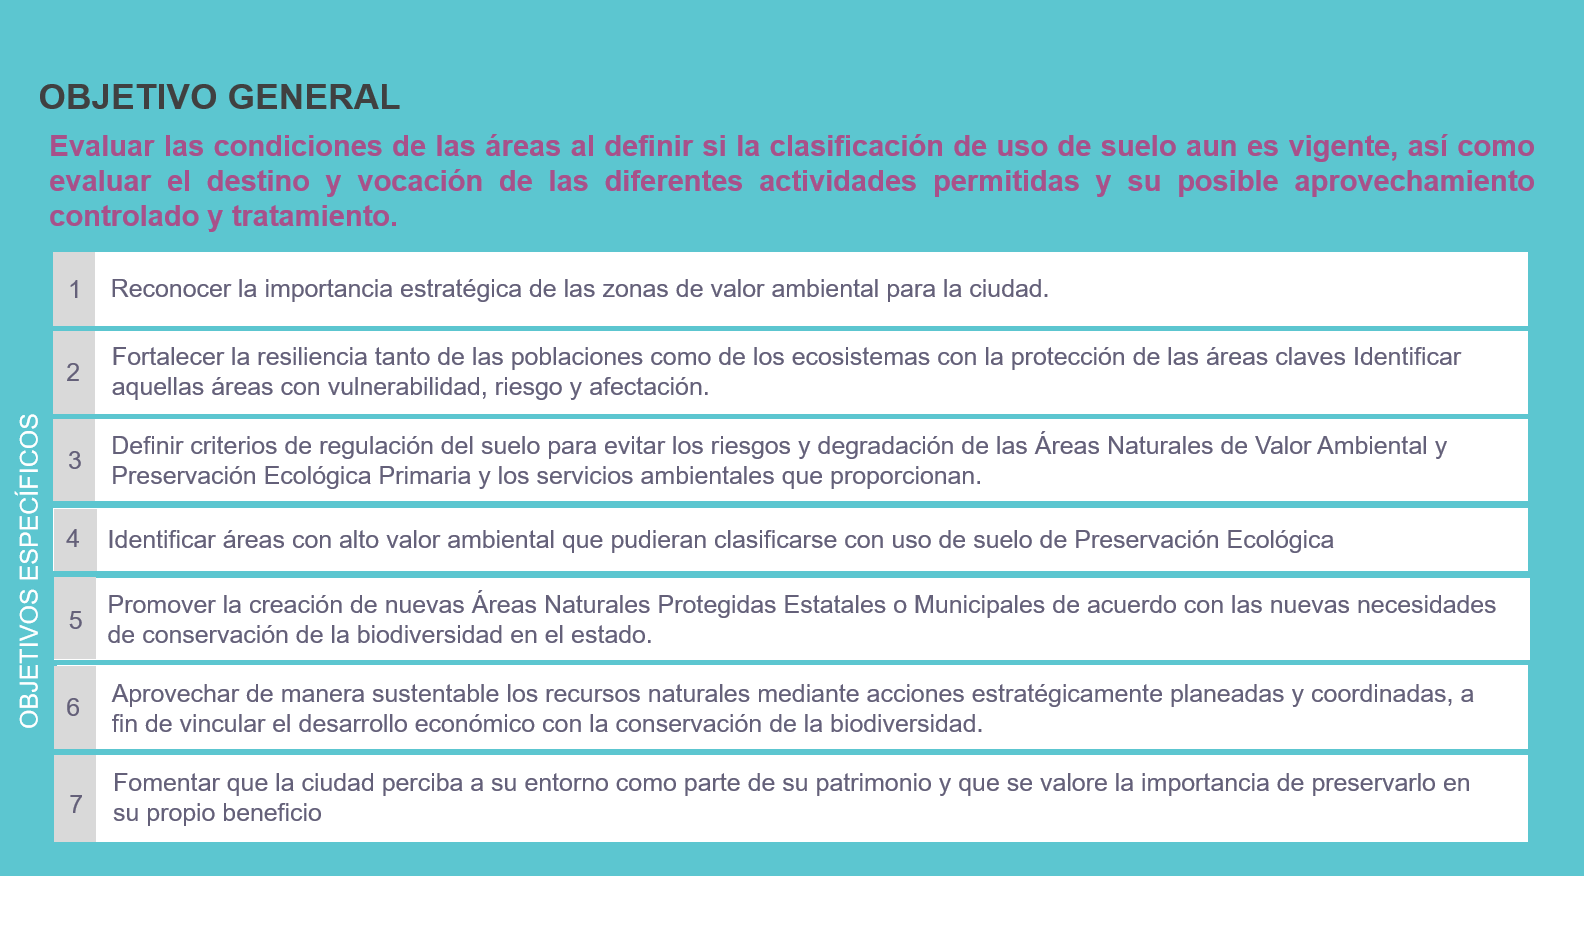 OBJETIVO GENERAL
Evaluar las condiciones de las áreas al definir si la clasificación de uso de suelo aun es vigente, así como
evaluar el destino y vocación de las diferentes actividades permitidas y su posible aprovechamiento
controlado y tratamiento.
OBJETIVOS ESPECÍFICOS
1 Reconocer la importancia estratégica de las zonas de valor ambiental para la ciudad.
2 Fortalecer la resiliencia tanto de las poblaciones como de los ecosistemas con la protección de las áreas claves Identificar
aquellas áreas con vulnerabilidad, riesgo y afectación.
3 Definir criterios de regulación del suelo para evitar los riesgos y degradación de las Áreas Naturales de Valor Ambiental y
Preservación Ecológica Primaria y los servicios ambientales que proporcionan.
4 Identificar áreas con alto valor ambiental que pudieran clasificarse con uso de suelo de Preservación Ecológica
5 Promover la creación de nuevas Áreas Naturales Protegidas Estatales o Municipales de acuerdo con las nuevas necesidades
de conservación de la biodiversidad en el estado.
6 Aprovechar de manera sustentable los recursos naturales mediante acciones estratégicamente planeadas y coordinadas, a
fin de vincular el desarrollo económico con la conservación de la biodiversidad.
7 Fomentar que la ciudad perciba a su entorno como parte de su patrimonio y que se valore la importancia de preservarlo en
su propio beneficio